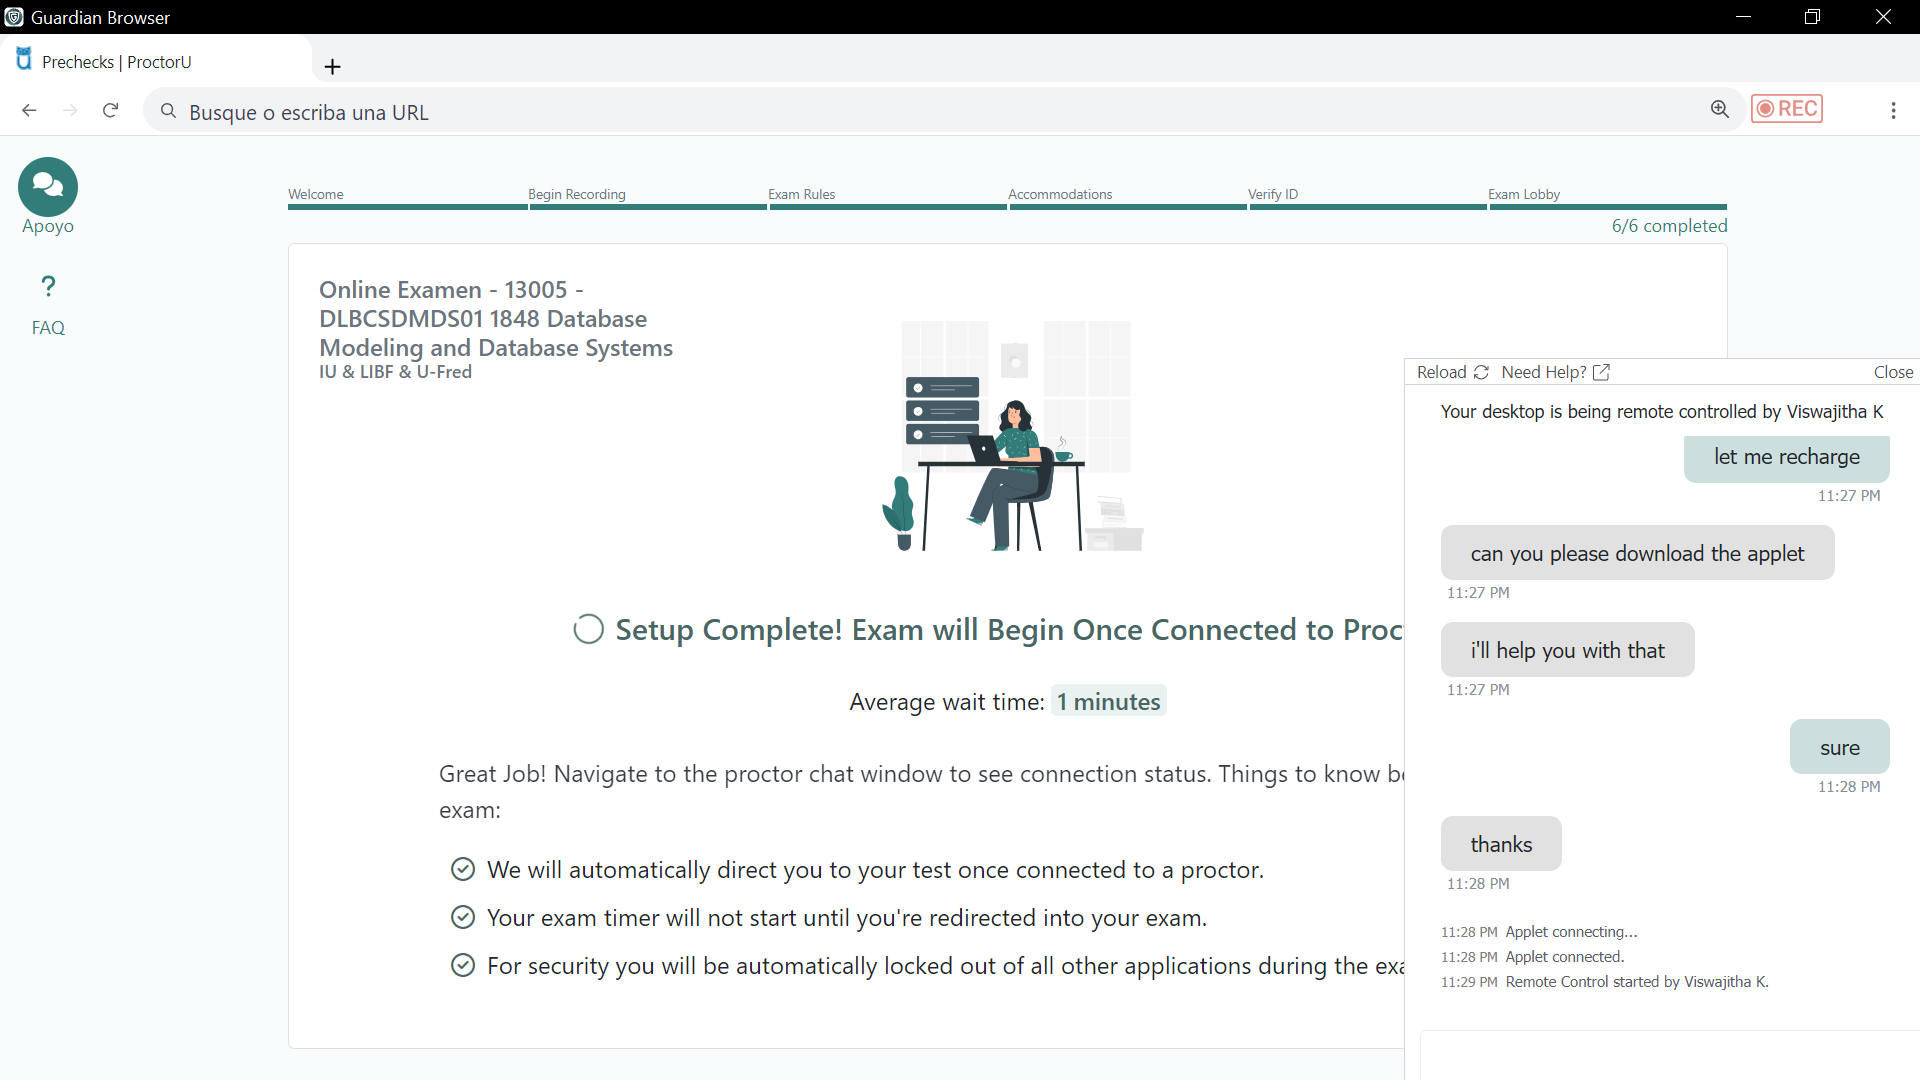 Guardian Browser
Prechecks | ProctorU
Busque o escriba una URL
REC
Apoyo
?
FAQ
Welcome
Begin Recording
Exam Rules
Accommodations
Verify ID
Exam Lobby
6/6 completed
Online Examen - 13005 -
DLBCSDMDS01 1848 Database
Modeling and Database Systems
IU & LIBF & U-Fred
Setup Complete! Exam will Begin Once Connected to Proc
Average wait time: 1 minutes
Great Job! Navigate to the proctor chat window to see connection status. Things to know be
exam:
We will automatically direct you to your test once connected to a proctor.
Your exam timer will not start until you're redirected into your exam.
For security you will be automatically locked out of all other applications during the exa
Reload Need Help? Close
Your desktop is being remote controlled by Viswajitha K
let me recharge
11:27 PM
can you please download the applet
11:27 PM
i'll help you with that
11:27 PM
sure
11:28 PM
thanks
11:28 PM
11:28 PM Applet connecting...
11:28 PM Applet connected.
11:29 PM Remote Control started by Viswajitha K.